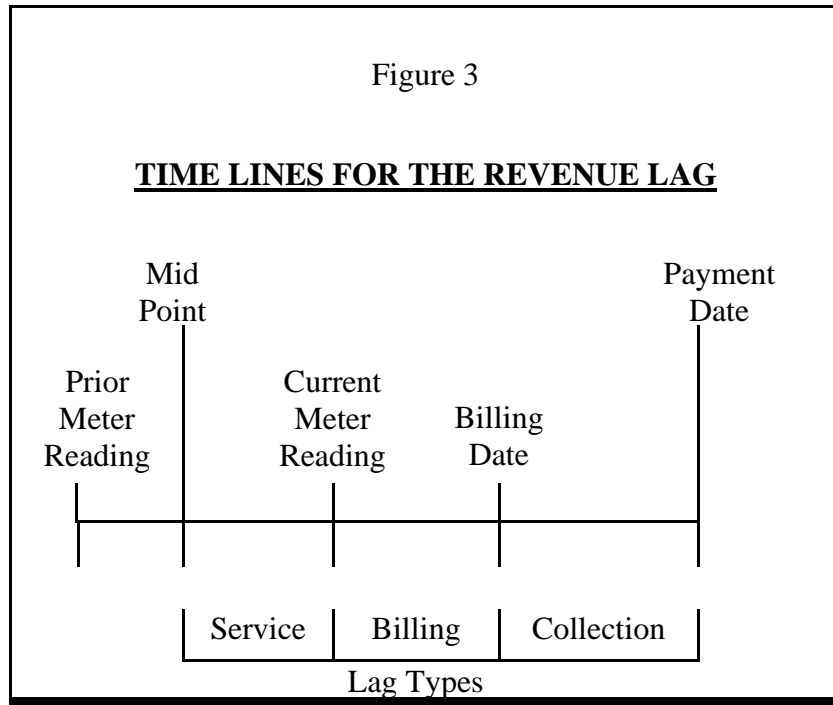 Figure 3
TIME LINES FOR THE REVENUE LAG
Mid
Point
Payment
Date
Prior
Meter
Reading
Current
Meter
Reading
Billing
Date
Service
Billing
Collection
Lag Types